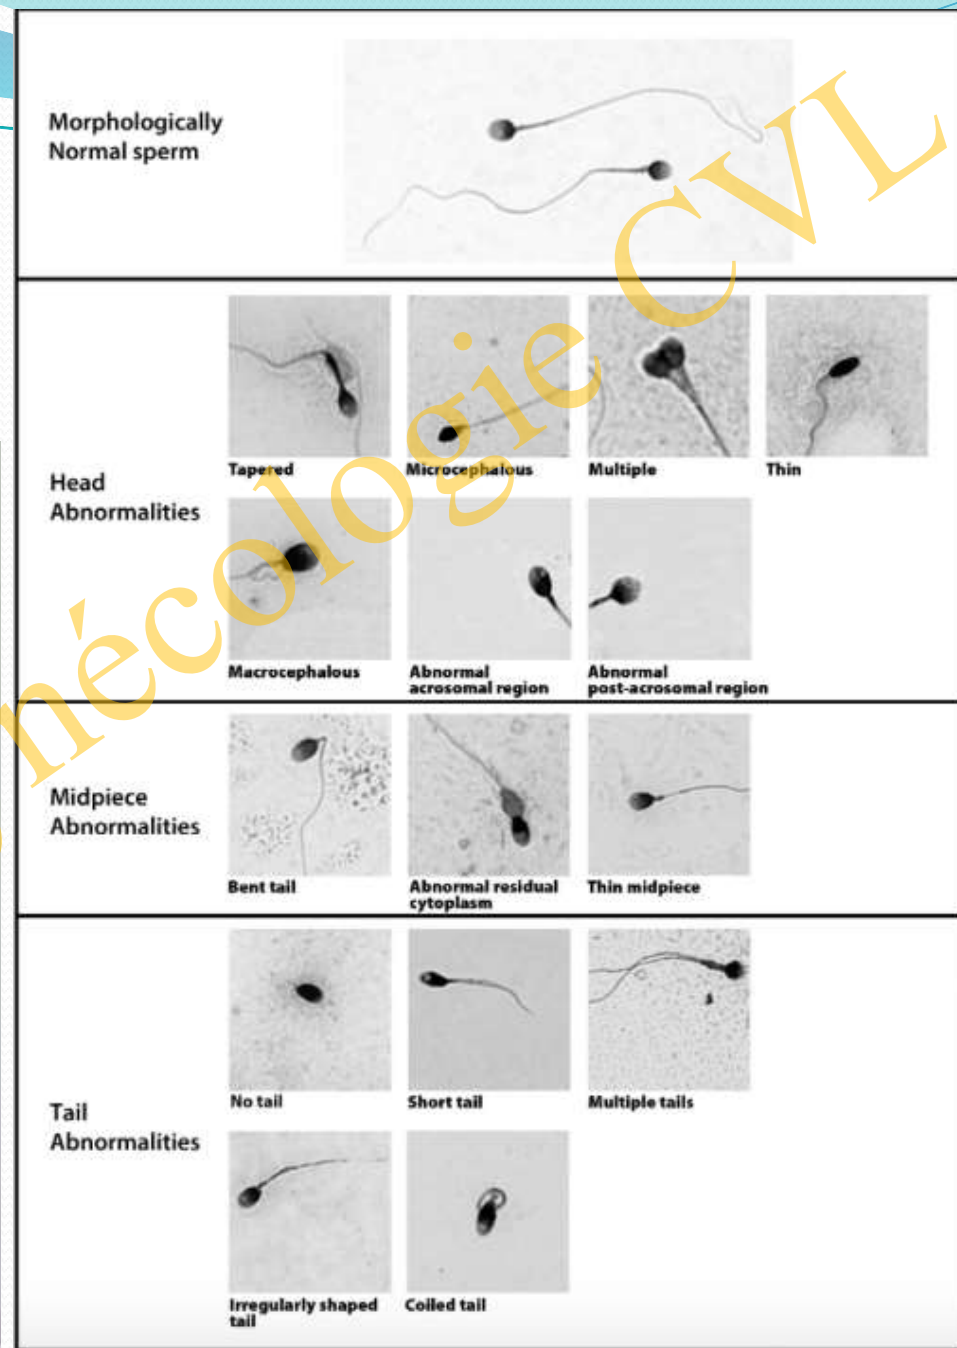 Morphologically
Normal sperm
Head
Abnormalities
Tapered
Microcephalous
Multiple
Thin
Macrocephalous
Abnormal
acrosomal region
Abnormal
post-acrosomal region
Midpiece
Abnormalities
Bent tail
Abnormal residual
cytoplasm
Thin midpiece
Tail
Abnormalities
No tail
Short tail
Multiple tails
Irregularly shaped
tail
Coiled tail
nécologie CVL